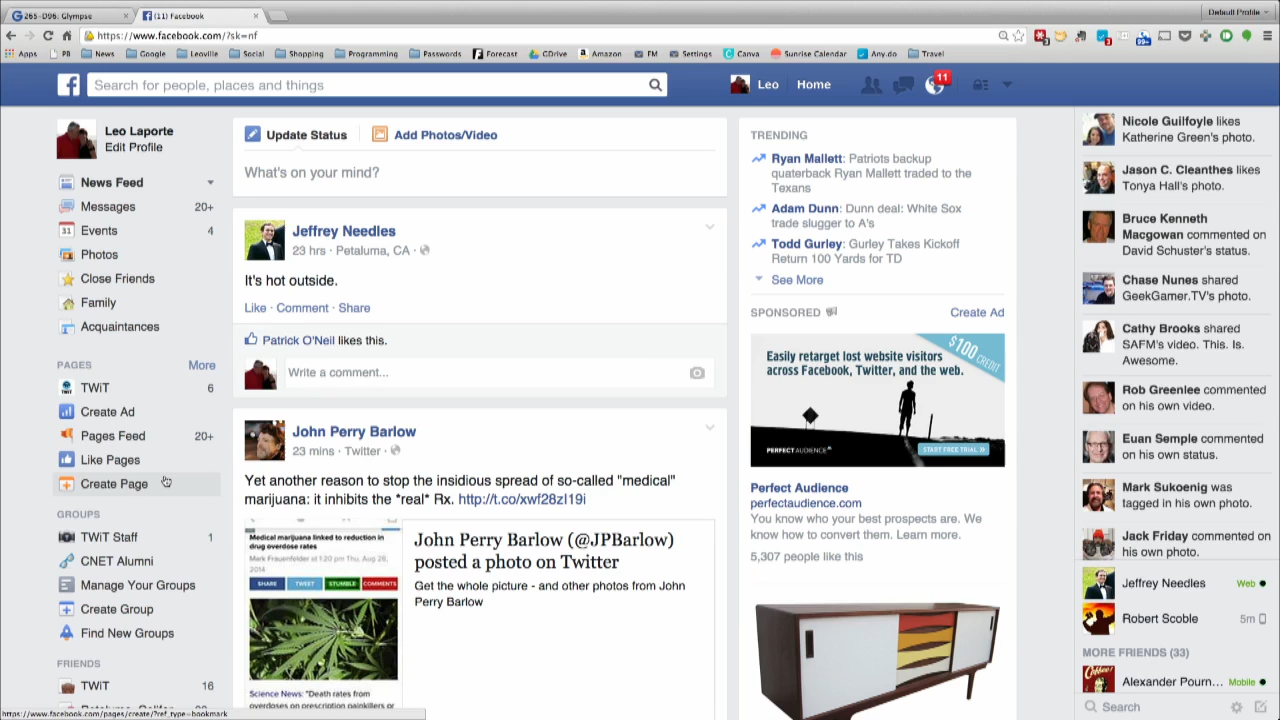 265-D96: Glympse
(11) Facebook
Default Profile
https://www.facebook.com/?sk=nf
Apps
PB
News
Google
Leoville
Social
Shopping
Programming
Passwords
Forecast
GDrive
Amazon
FM
Settings
Canva
Sunrise Calendar
Any.do
Travel
Search for people, places and things
Leo
Home
11
Leo Laporte
Edit Profile
News Feed
Messages 20+
Events 4
Photos
Close Friends
Family
Acquaintances
PAGES More
TWiT 6
Create Ad
Pages Feed 20+
Like Pages
Create Page
GROUPS
TWiT Staff 1
CNET Alumni
Manage Your Groups
Create Group
Find New Groups
FRIENDS
TWiT 16
https://www.facebook.com/pages/create/?ref_type=bookmark
Update Status
Add Photos/Video
What's on your mind?
Jeffrey Needles
23 hrs · Petaluma, CA ·
It's hot outside.
Like · Comment · Share
Patrick O'Neil likes this.
Write a comment...
John Perry Barlow
23 mins · Twitter ·
Yet another reason to stop the insidious spread of so-called "medical"
marijuana: it inhibits the *real* Rx. http://t.co/xwf28zI19i
Medical marijuana linked to reduction in
drug overdose rates
Mark Frauenfelder at 1:20 pm Thu, Aug 28,
2014
SHARE
TWEET
STUMBLE
COMMENTS
Science News: "Death rates from
overdoses on prescription painkillers or
John Perry Barlow (@JPBarlow)
posted a photo on Twitter
Get the whole picture - and other photos from John
Perry Barlow
TRENDING
Ryan Mallett: Patriots backup
quaterback Ryan Mallett traded to the
Texans
Adam Dunn: Dunn deal: White Sox
trade slugger to A's
Todd Gurley: Gurley Takes Kickoff
Return 100 Yards for TD
See More
SPONSORED Create Ad
Easily retarget lost website visitors
across Facebook, Twitter, and the web.
$100
CREDIT
PERFECT AUDIENCE
START FREE TRIAL »
Perfect Audience
perfectaudience.com
You know who your best prospects are. We
know how to convert them. Learn more.
5,307 people like this
Nicole Guilfoyle likes
Katherine Green's photo.
Jason C. Cleanthes likes
Tonya Hall's photo.
Bruce Kenneth
Macgowan commented on
David Schuster's status.
Chase Nunes shared
GeekGamer.TV's photo.
Cathy Brooks shared
SAFM's video. This. Is.
Awesome.
Rob Greenlee commented
on his own video.
Euan Semple commented
on his own status.
Mark Sukoenig was
tagged in his own photo.
Jack Friday commented on
his own photo.
Jeffrey Needles Web
Robert Scoble 5m
MORE FRIENDS (33)
Alexander Pourn... Mobile
Search